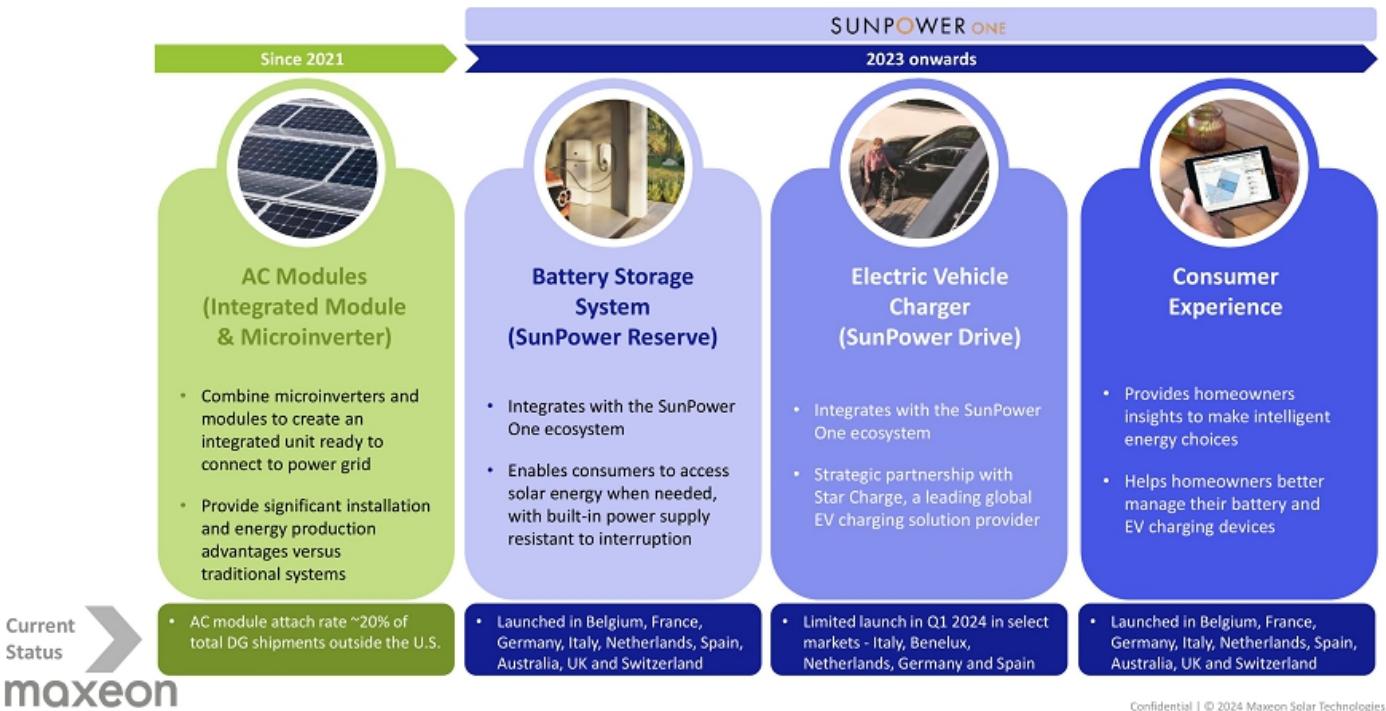 SUNPOWER ONE
Since 2021
2023 onwards
AC Modules
(Integrated Module
& Microinverter)
• Combine microinverters and
modules to create an
integrated unit ready to
connect to power grid
• Provide significant installation
and energy production
advantages versus
traditional systems
Battery Storage
System
(SunPower Reserve)
• Integrates with the SunPower
One ecosystem
• Enables consumers to access
solar energy when needed,
with built-in power supply
resistant to interruption
Electric Vehicle
Charger
(SunPower Drive)
• Integrates with the SunPower
One ecosystem
• Strategic partnership with
Star Charge, a leading global
EV charging solution provider
Consumer
Experience
• Provides homeowners
insights to make intelligent
energy choices
• Helps homeowners better
manage their battery and
EV charging devices
Current
Status
• AC module attach rate ~20% of
total DG shipments outside the U.S.
• Launched in Belgium, France,
Germany, Italy, Netherlands, Spain,
Australia, UK and Switzerland
• Limited launch in Q1 2024 in select
markets - Italy, Benelux,
Netherlands, Germany and Spain
• Launched in Belgium, France,
Germany, Italy, Netherlands, Spain,
Australia, UK and Switzerland
maxeon
Confidential | © 2024 Maxeon Solar Technologies